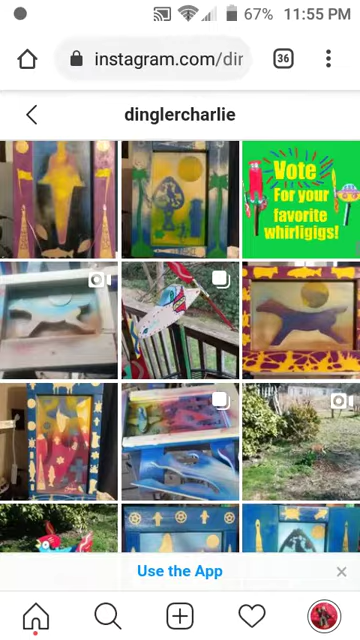 67% 11:55 PM
instagram.com/dir
36
dinglercharlie
Vote
For your
favorite
whirligigs!
Use the App